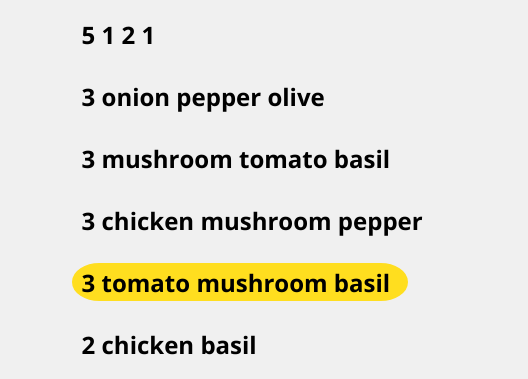 5 1 2 1
3 onion pepper olive
3 mushroom tomato basil
3 chicken mushroom pepper
3 tomato mushroom basil
2 chicken basil